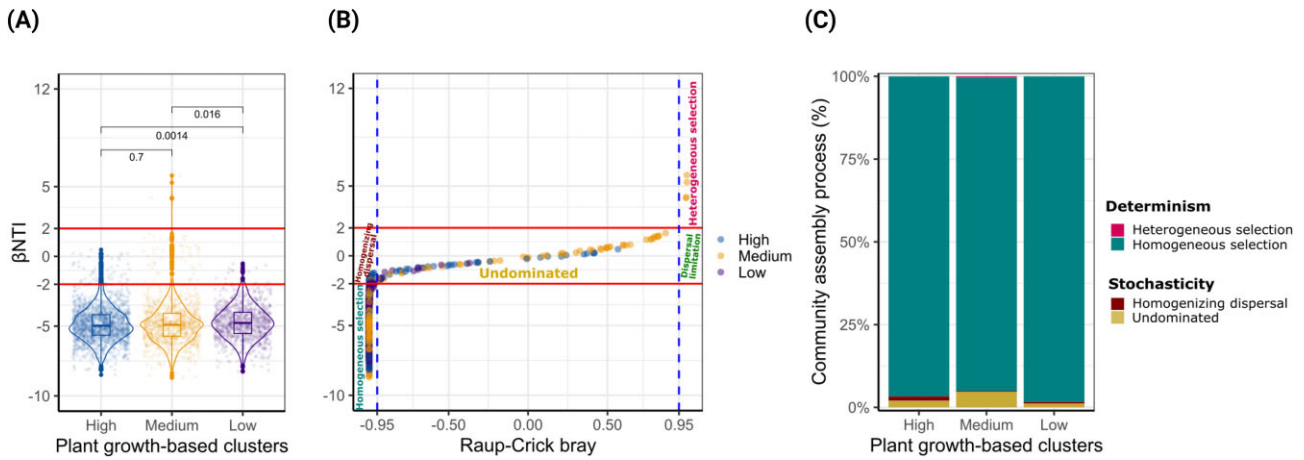 (A)
βNTI
12
5
2
0
-2
-5
-10
0.016
0.0014
0.7
High Medium Low
Plant growth-based clusters
(B)
12
5
2
0
-2
-5
-10
Homogeneous selection
Homogenizing
dispersal
Undominated
Heterogeneous selection
Dispersal
limitation
-0.95 -0.50 0.00 0.50 0.95
Raup-Crick bray
High
Medium
Low
(C)
Community assembly process (%)
100%
75%
50%
25%
0%
High Medium Low
Plant growth-based clusters
Determinism
Heterogeneous selection
Homogeneous selection
Stochasticity
Homogenizing dispersal
Undominated